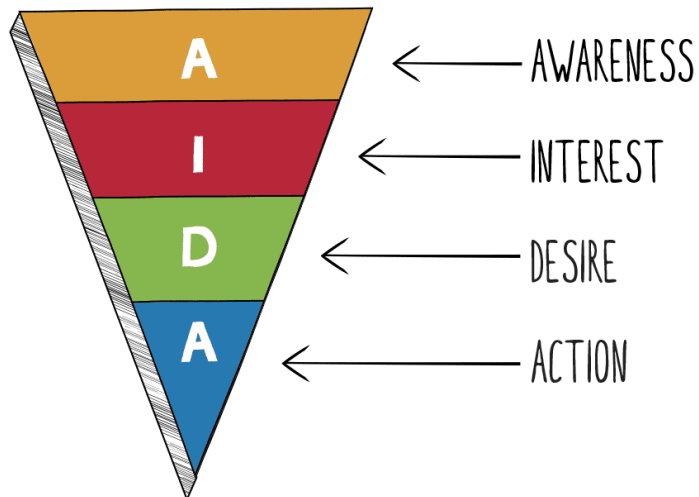 A
AWARENESS
I
INTEREST
D
DESIRE
A
ACTION